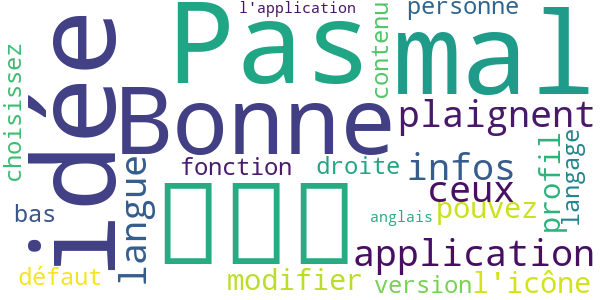 l'application
personne
Pas
mal
contenu
choisissez
idée
Bonne
plaignent
fonction
droite
infos
langage
profil
langue
ceux
pouvez
bas
anglais
application
défaut
modifier
version
l'icône